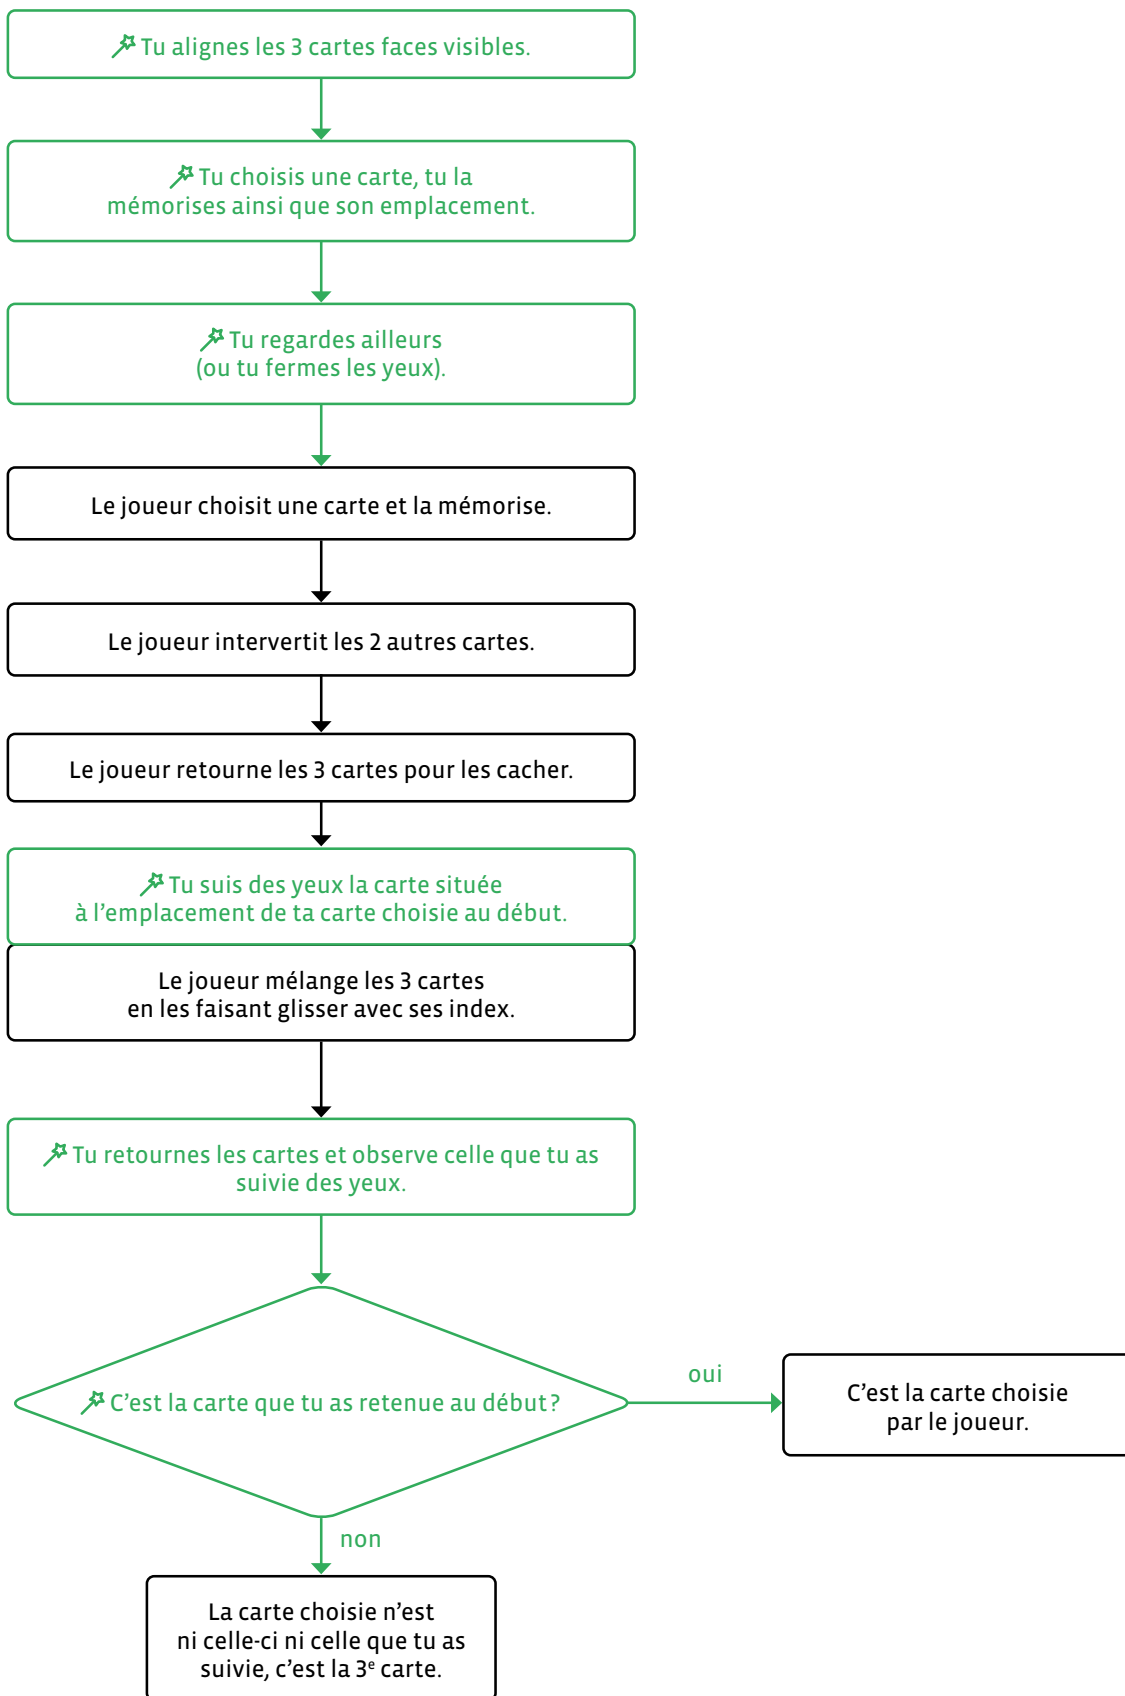 Tu alignes les 3 cartes faces visibles.
Tu choisis une carte, tu la
mémorises ainsi que son emplacement.
Tu regardes ailleurs
(ou tu fermes les yeux).
Le joueur choisit une carte et la mémorise.
Le joueur intervertit les 2 autres cartes.
Le joueur retourne les 3 cartes pour les cacher.
Tu suis des yeux la carte située
à l’emplacement de ta carte choisie au début.
Le joueur mélange les 3 cartes
en les faisant glisser avec ses index.
Tu retournes les cartes et observe celle que tu as
suivie des yeux.
C’est la carte que tu as retenue au début ?
oui
C’est la carte choisie
par le joueur.
non
La carte choisie n’est
ni celle-ci ni celle que tu as
suivie, c’est la 3ᵉ carte.